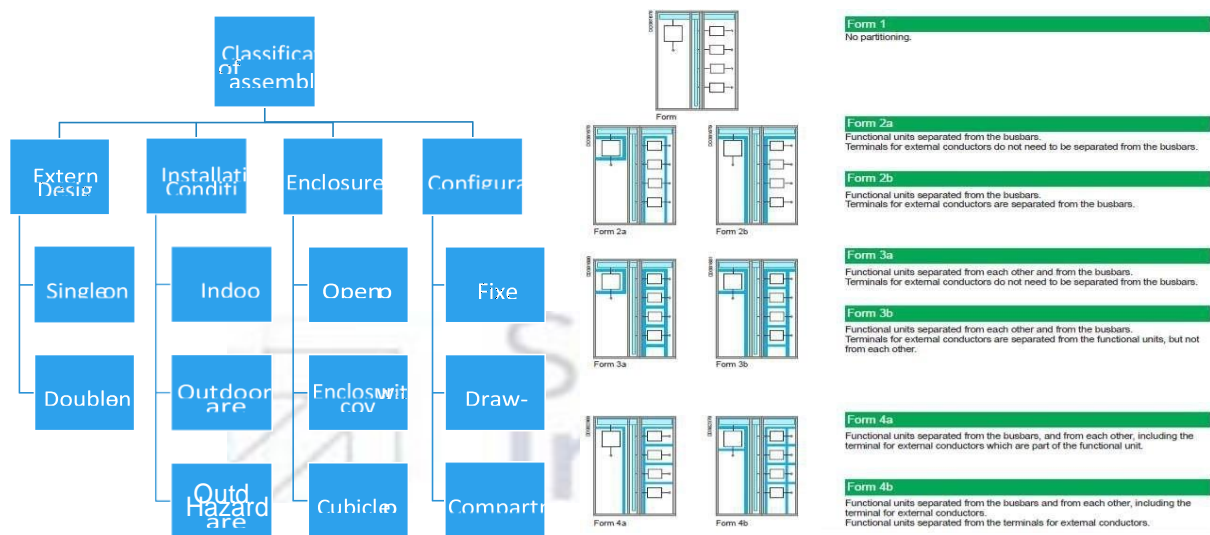 Classificat
of
assembl
Extern
Desig
Installati
Conditi
Enclosure
Configura
Single
on
Indoo
Open
Fixe
Double
Outdoor
are
Enclosur
wit
cov
Draw-
Outd
Hazard
are
Cubicle
Compartr
Form
Form 2a
Form 2b
Form 3a
Form 3b
Form 4a
Form 4b
Form 1
No partitioning.
Form 2a
Functional units separated from the busbars.
Terminals for external conductors do not need to be separated from the busbars.
Form 2b
Functional units separated from the busbars.
Terminals for external conductors are separated from the busbars.
Form 3a
Functional units separated from each other and from the busbars.
Terminals for external conductors do not need to be separated from the busbars.
Form 3b
Functional units separated from each other and from the busbars.
Terminals for external conductors are separated from the functional units, but not
from each other.
Form 4a
Functional units separated from the busbars, and from each other, including the
terminal for external conductors which are part of the functional unit.
Form 4b
Functional units separated from the busbars and from each other, including the
terminal for external conductors.
Functional units separated from the terminals for external conductors.